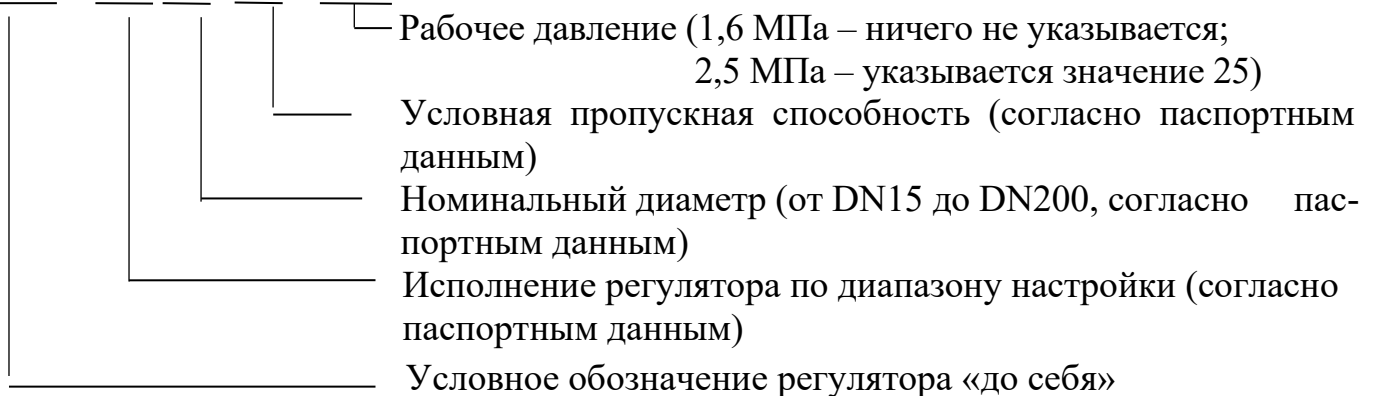 Рабочее давление (1,6 МПа – ничего не указывается;
2,5 МПа – указывается значение 25)
Условная пропускная способность (согласно паспортным
данным)
Номинальный диаметр (от DN15 до DN200, согласно пас-
портным данным)
Исполнение регулятора по диапазону настройки (согласно
паспортным данным)
Условное обозначение регулятора «до себя»